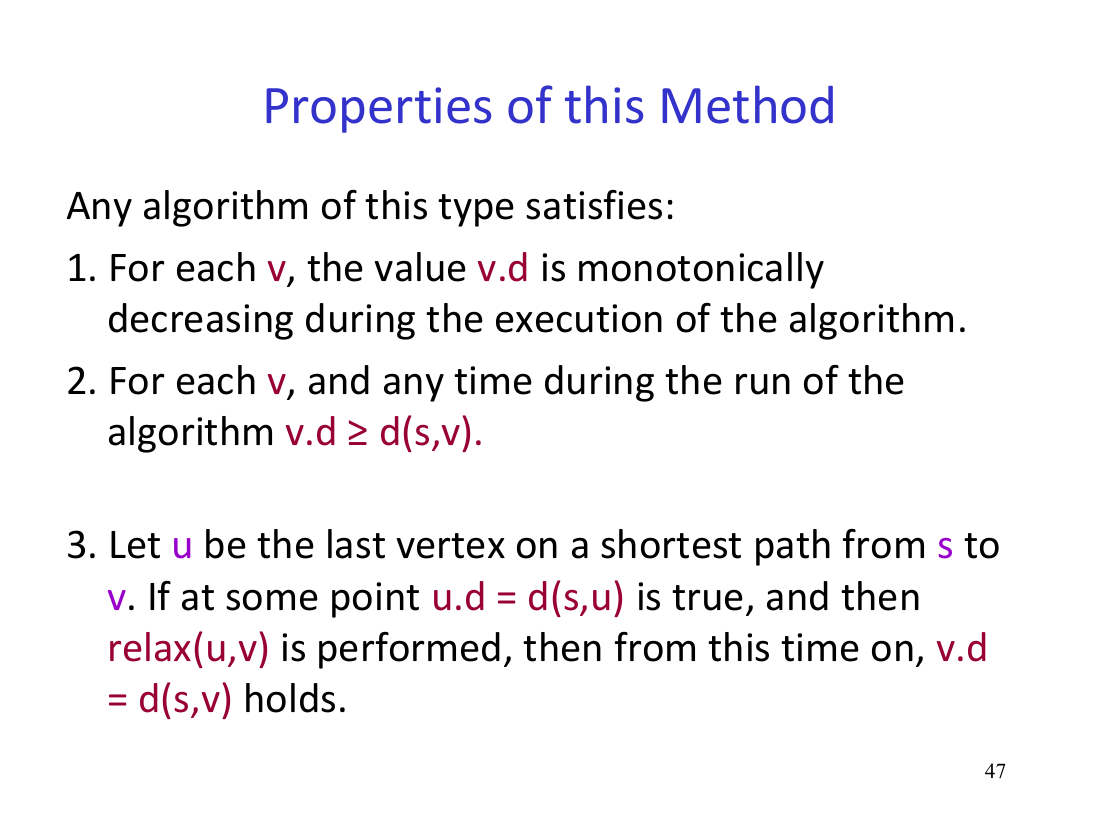 Properties of this Method
Any algorithm of this type satisfies:
1. For each v, the value v.d is monotonically
decreasing during the execution of the algorithm.
2. For each v, and any time during the run of the
algorithm v.d ≥ d(s,v).
3. Let u be the last vertex on a shortest path from s to
v. If at some point u.d = d(s,u) is true, and then
relax(u,v) is performed, then from this time on, v.d
= d(s,v) holds.
47